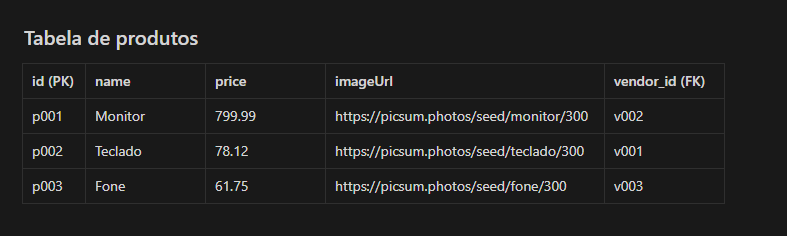 Tabela de produtos
id (PK) name price imageUrl vendor_id (FK)
p001 Monitor 799.99 https://picsum.photos/seed/monitor/300 v002
p002 Teclado 78.12 https://picsum.photos/seed/teclado/300 v001
p003 Fone 61.75 https://picsum.photos/seed/fone/300 v003